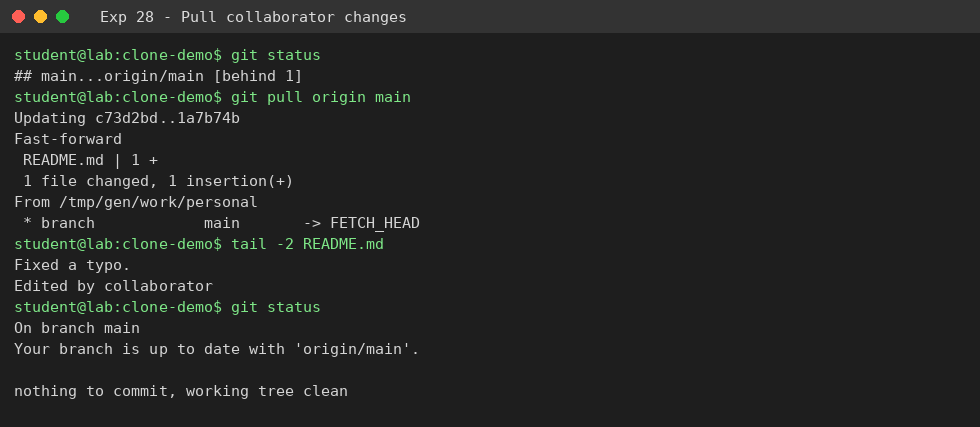 Exp 28 - Pull collaborator changes
student@lab:clone-demo$ git status
## main...origin/main [behind 1]
student@lab:clone-demo$ git pull origin main
Updating c73d2bd..1a7b74b
Fast-forward
 README.md | 1 +
 1 file changed, 1 insertion(+)
From /tmp/gen/work/personal
 * branch            main       -> FETCH_HEAD
student@lab:clone-demo$ tail -2 README.md
Fixed a typo.
Edited by collaborator
student@lab:clone-demo$ git status
On branch main
Your branch is up to date with 'origin/main'.
nothing to commit, working tree clean